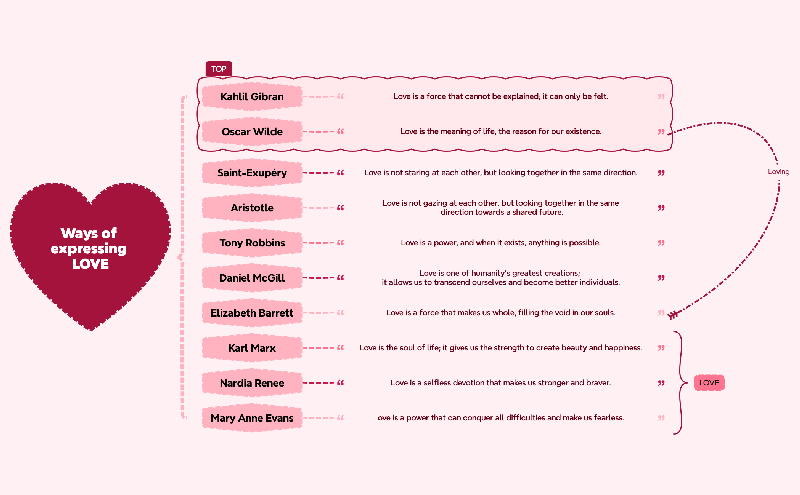 TOP
Kahlil Gibran
“
Love is a force that cannot be explained, it can only be felt.
”
Oscar Wilde
“
Love is the meaning of life, the reason for our existence.
”
Saint-Exupéry
“
Love is not staring at each other, but looking together in the same direction.
”
Loving
Aristotle
“
Love is not gazing at each other, but looking together in the same
direction towards a shared future.
”
Ways of
expressing
LOVE
Tony Robbins
“
Love is a power, and when it exists, anything is possible.
”
Daniel McGill
“
Love is one of humanity's greatest creations;
it allows us to transcend ourselves and become better individuals.
”
Elizabeth Barrett
“
Love is a force that makes us whole, filling the void in our souls.
”
Karl Marx
“
Love is the soul of life; it gives us the strength to create beauty and happiness.
”
Nardia Renee
“
Love is a selfless devotion that makes us stronger and braver.
”
LOVE
Mary Anne Evans
“
ove is a power that can conquer all difficulties and make us fearless.
”